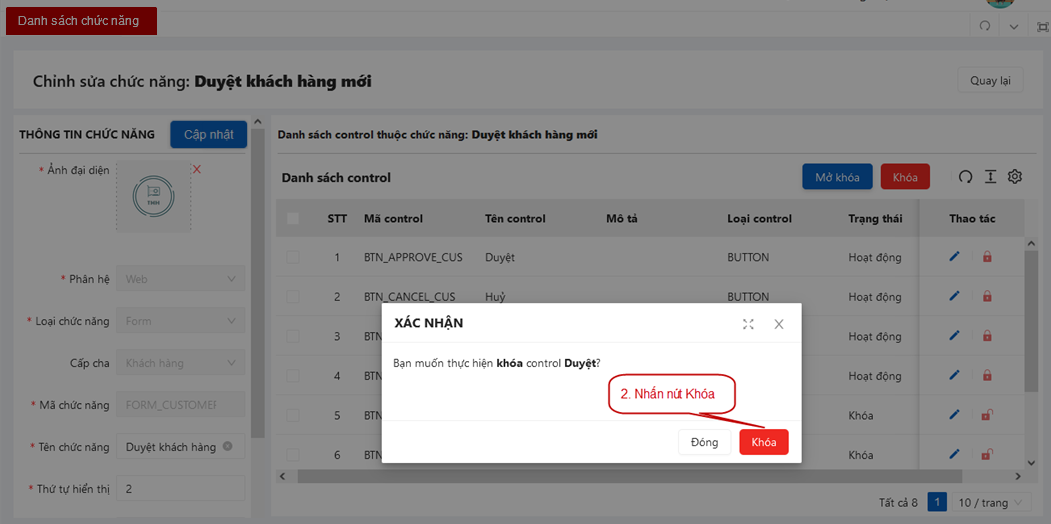 Danh sách chức năng
Chỉnh sửa chức năng: Duyệt khách hàng mới
Quay lại
THÔNG TIN CHỨC NĂNG
Cập nhật
* Ảnh đại diện
TMH
* Phân hệ
Web
* Loại chức năng
Form
Cấp cha
Khách hàng
* Mã chức năng
FORM_CUSTOMER
* Tên chức năng
Duyệt khách hàng
* Thứ tự hiển thị
2
Danh sách control thuộc chức năng: Duyệt khách hàng mới
Danh sách control
Mở khóa
Khóa
STT Mã control Tên control Mô tả Loại control Trạng thái Thao tác
1 BTN_APPROVE_CUS Duyệt BUTTON Hoạt động
2 BTN_CANCEL_CUS Huỷ BUTTON Hoạt động
3 BTN Hoạt động
4 BTN Hoạt động
5 BTN Khóa
6 BTN Khóa
XÁC NHẬN
Bạn muốn thực hiện khóa control Duyệt?
2. Nhấn nút Khóa
Đóng
Khóa
Tất cả 8
1
10 / trang